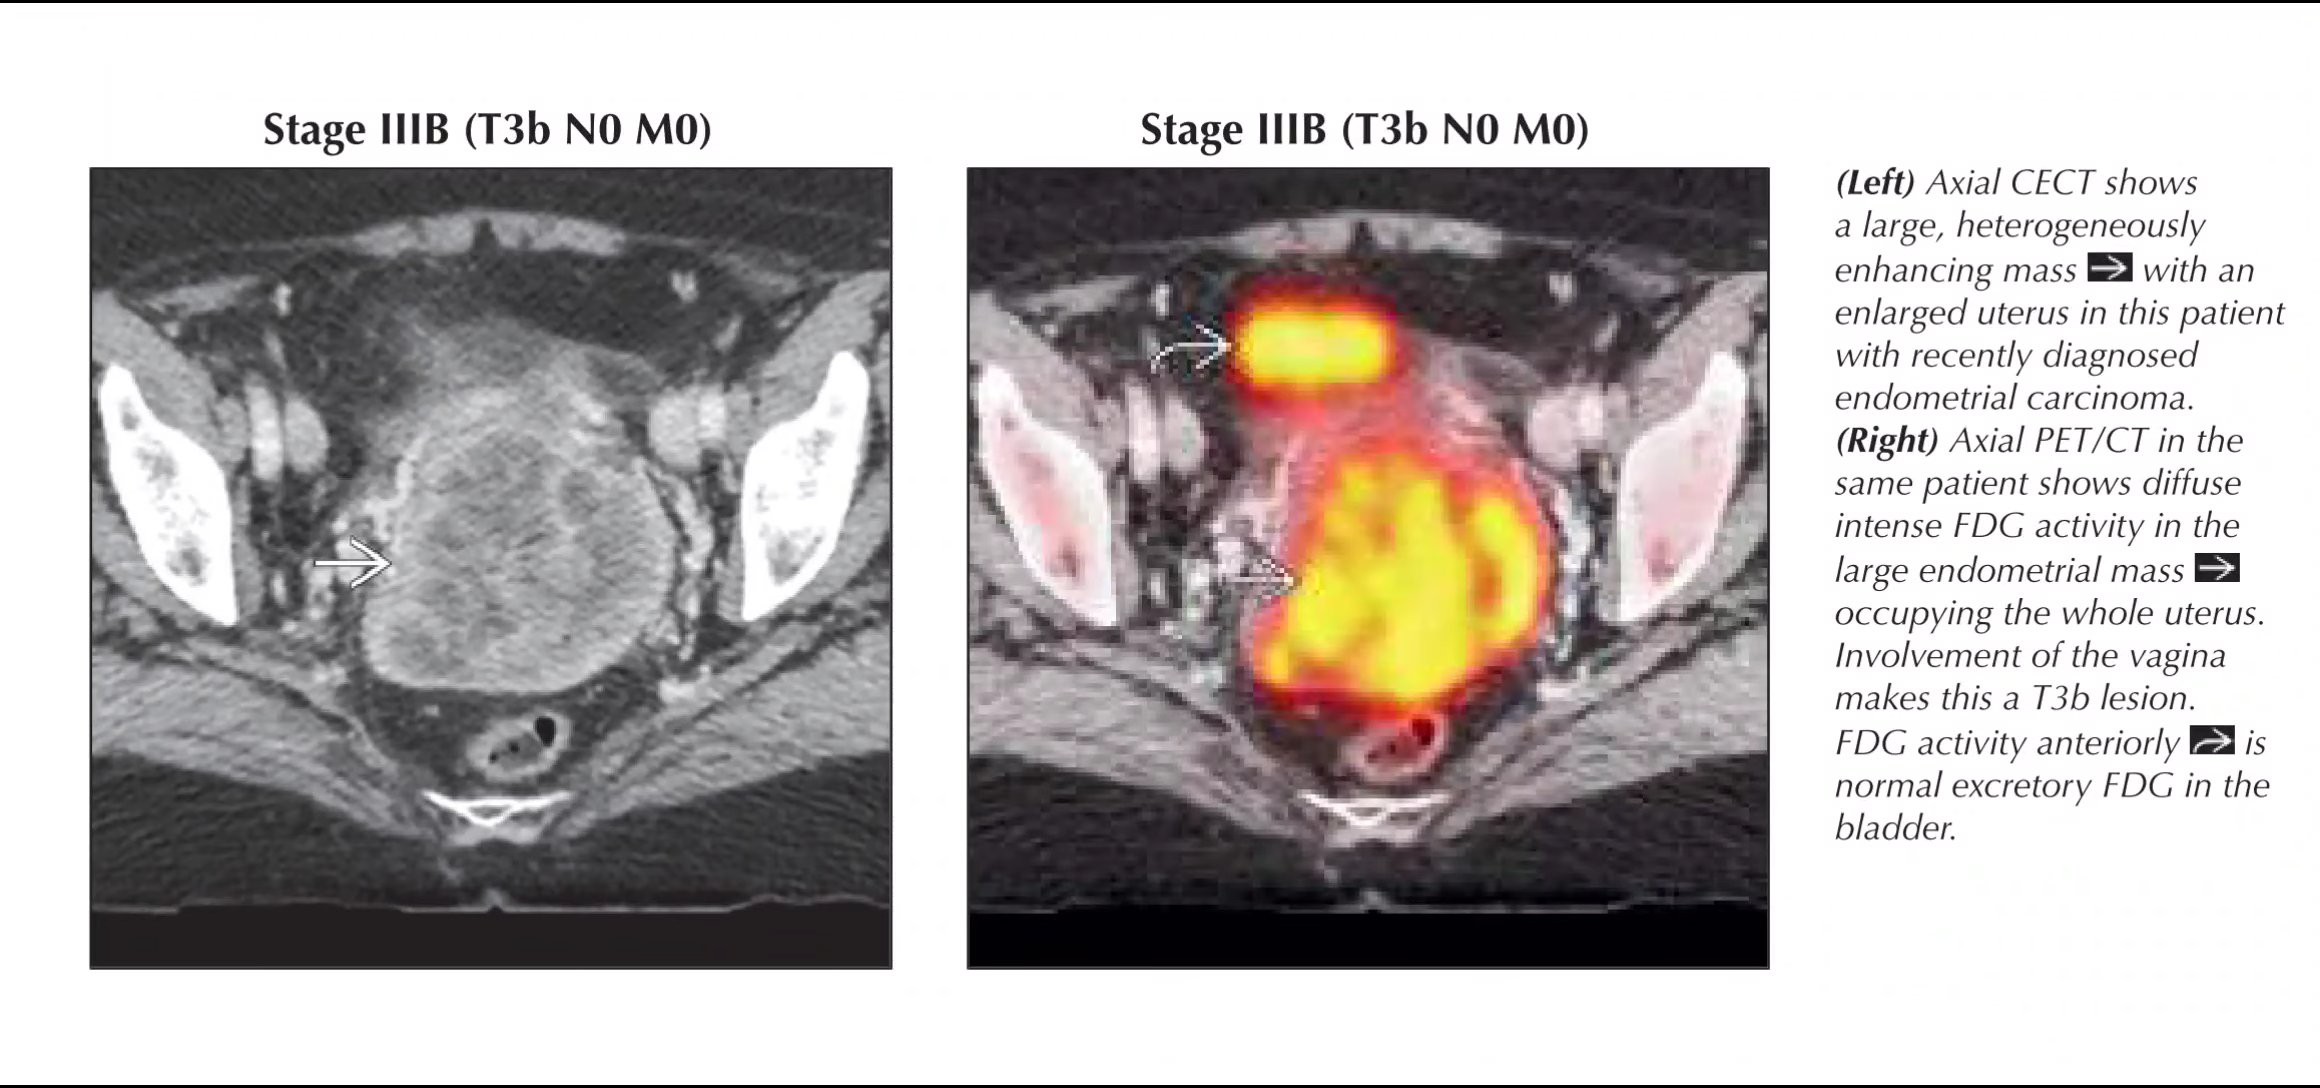 Stage IIIB (T3b N0 M0)
Stage IIIB (T3b N0 M0)
(Left) Axial CECT shows
a large, heterogeneously
enhancing mass with an
enlarged uterus in this patient
with recently diagnosed
endometrial carcinoma.
(Right) Axial PET/CT in the
same patient shows diffuse
intense FDG activity in the
large endometrial mass
occupying the whole uterus.
Involvement of the vagina
makes this a T3b lesion.
FDG activity anteriorly is
normal excretory FDG in the
bladder.